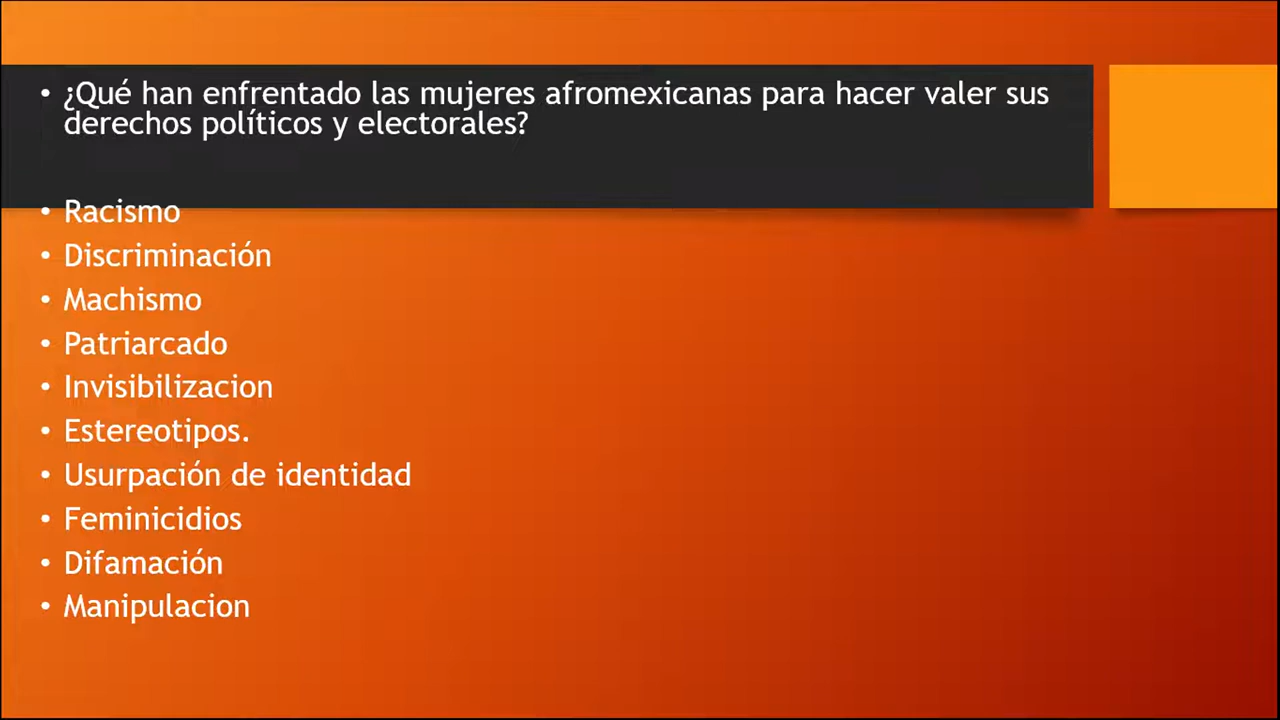 • ¿Qué han enfrentado las mujeres afromexicanas para hacer valer sus
derechos políticos y electorales?
• Racismo
• Discriminación
• Machismo
• Patriarcado
• Invisibilizacion
• Estereotipos.
• Usurpación de identidad
• Feminicidios
• Difamación
• Manipulacion